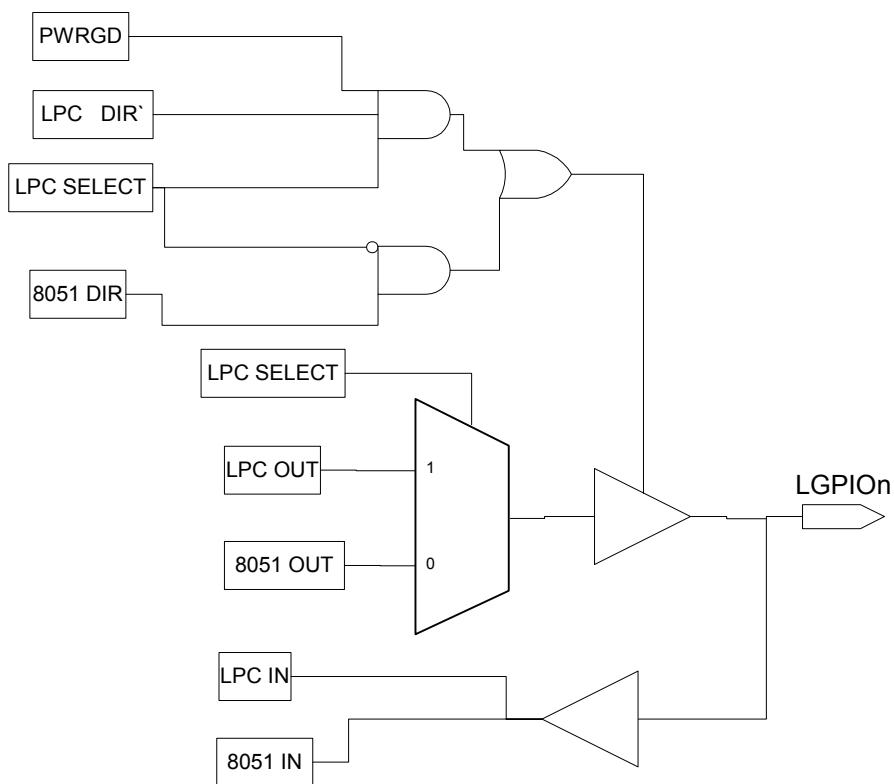 PWRGD
LPC DIR`
LPC SELECT
8051 DIR
LPC SELECT
LPC OUT
1
LGPIOn
8051 OUT
0
LPC IN
8051 IN